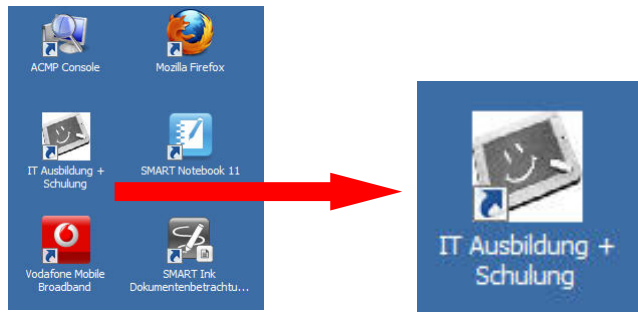 ACMP Console
Mozilla Firefox
IT Ausbildung +
Schulung
SMART Notebook 11
Vodafone Mobile
Broadband
SMART Ink
Dokumentenbetrachtu...
IT Ausbildung +
Schulung